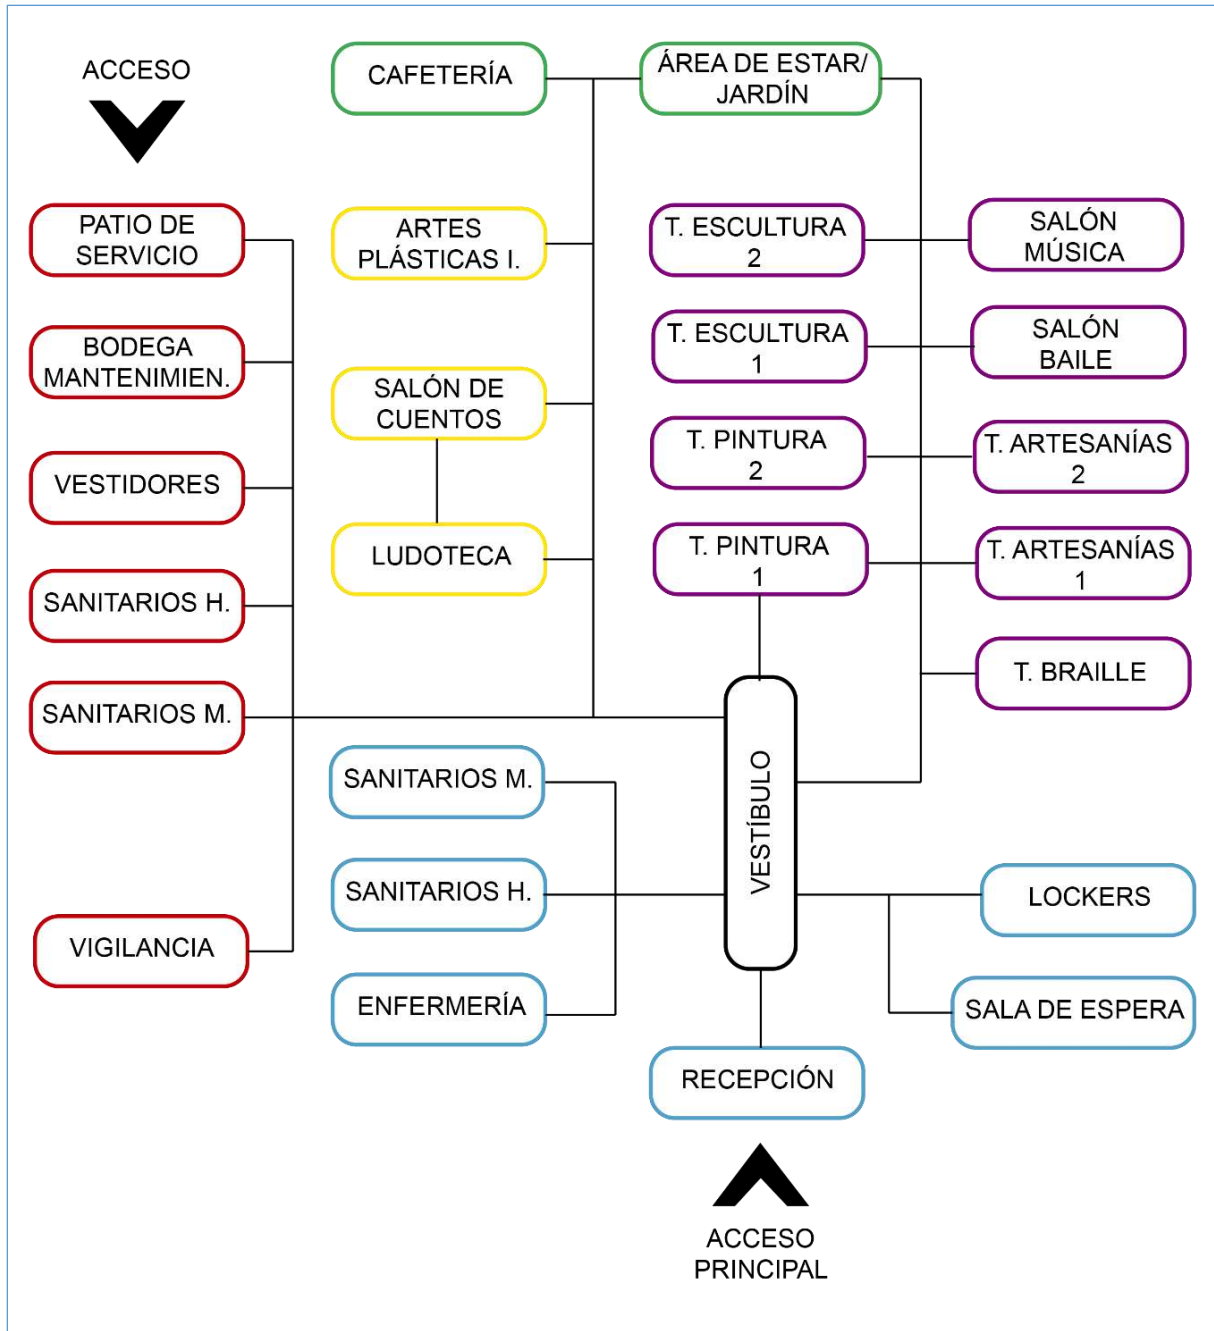 ACCESO
CAFETERÍA
ÁREA DE ESTAR/
JARDÍN
PATIO DE
SERVICIO
ARTES
PLÁSTICAS I.
T. ESCULTURA
2
SALÓN
MÚSICA
BODEGA
MANTENIMIEN.
T. ESCULTURA
1
SALÓN
BAILE
SALÓN DE
CUENTOS
T. PINTURA
2
T. ARTESANÍAS
2
VESTIDORES
LUDOTECA
T. PINTURA
1
T. ARTESANÍAS
1
SANITARIOS H.
T. BRAILLE
SANITARIOS M.
SANITARIOS M.
VESTÍBULO
SANITARIOS H.
LOCKERS
VIGILANCIA
ENFERMERÍA
SALA DE ESPERA
RECEPCIÓN
ACCESO
PRINCIPAL